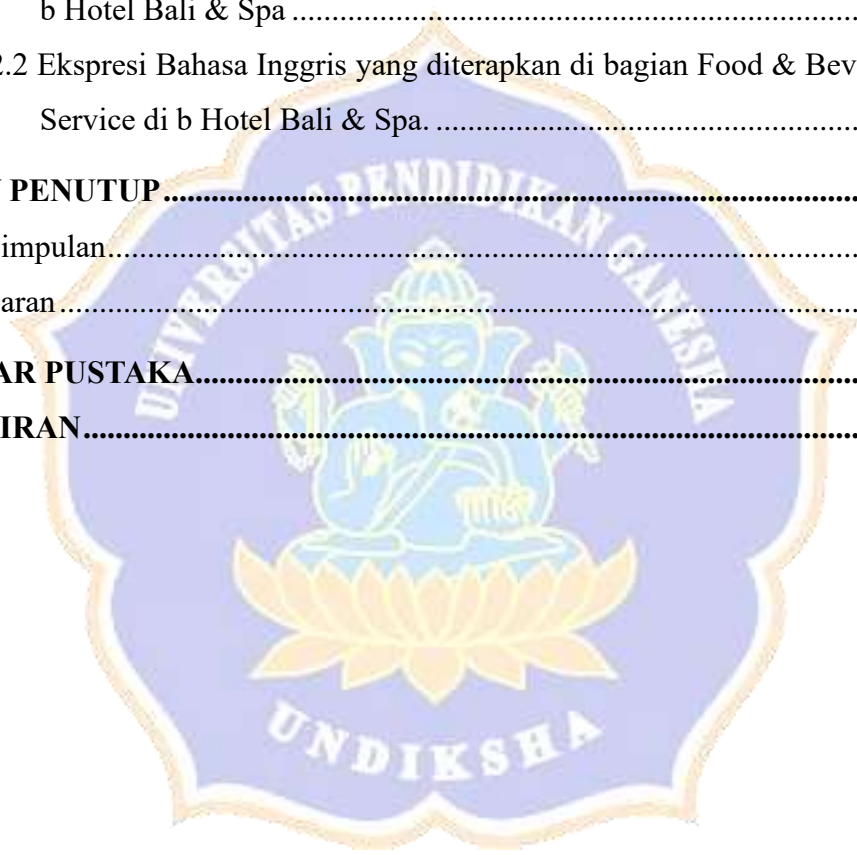 b Hotel Bali & Spa
2.2 Ekspresi Bahasa Inggris yang diterapkan di bagian Food & Bev
Service di b Hotel Bali & Spa.
PENUTUP
impulan
aran
AR PUSTAKA
IRAN
UNIVERSITAS PENDIDIKAN GANESHA
UNDIKSHA